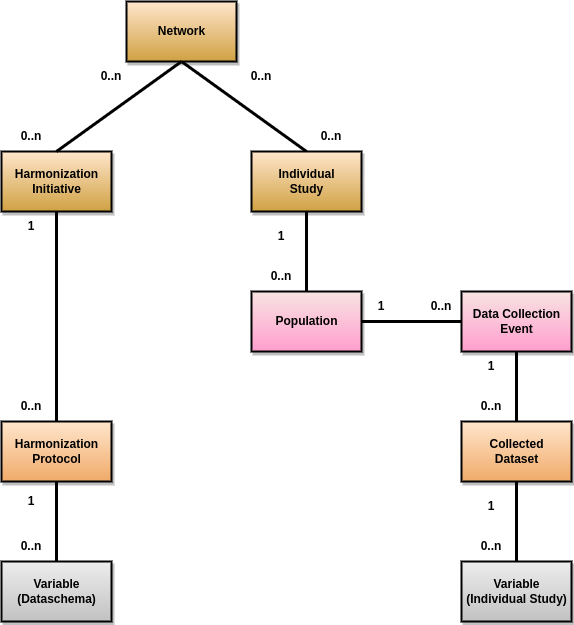 Network
0..n
0..n
0..n
0..n
Harmonization
Initiative
Individual
Study
1
1
0..n
Population
1
0..n
Data Collection
Event
1
0..n
0..n
Harmonization
Protocol
Collected
Dataset
1
1
0..n
0..n
Variable
(Dataschema)
Variable
(Individual Study)